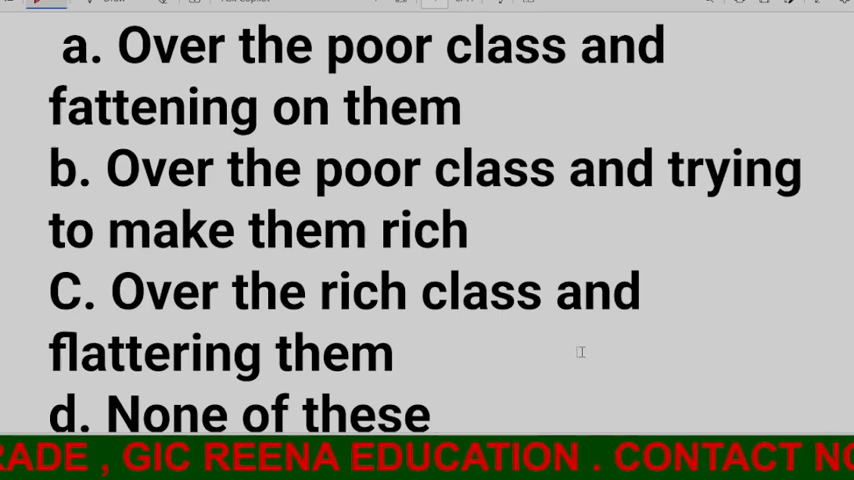 a. Over the poor class and
fattening on them
b. Over the poor class and trying
to make them rich
C. Over the rich class and
flattering them
d. None of these
RADE , GIC REENA EDUCATION . CONTACT NO